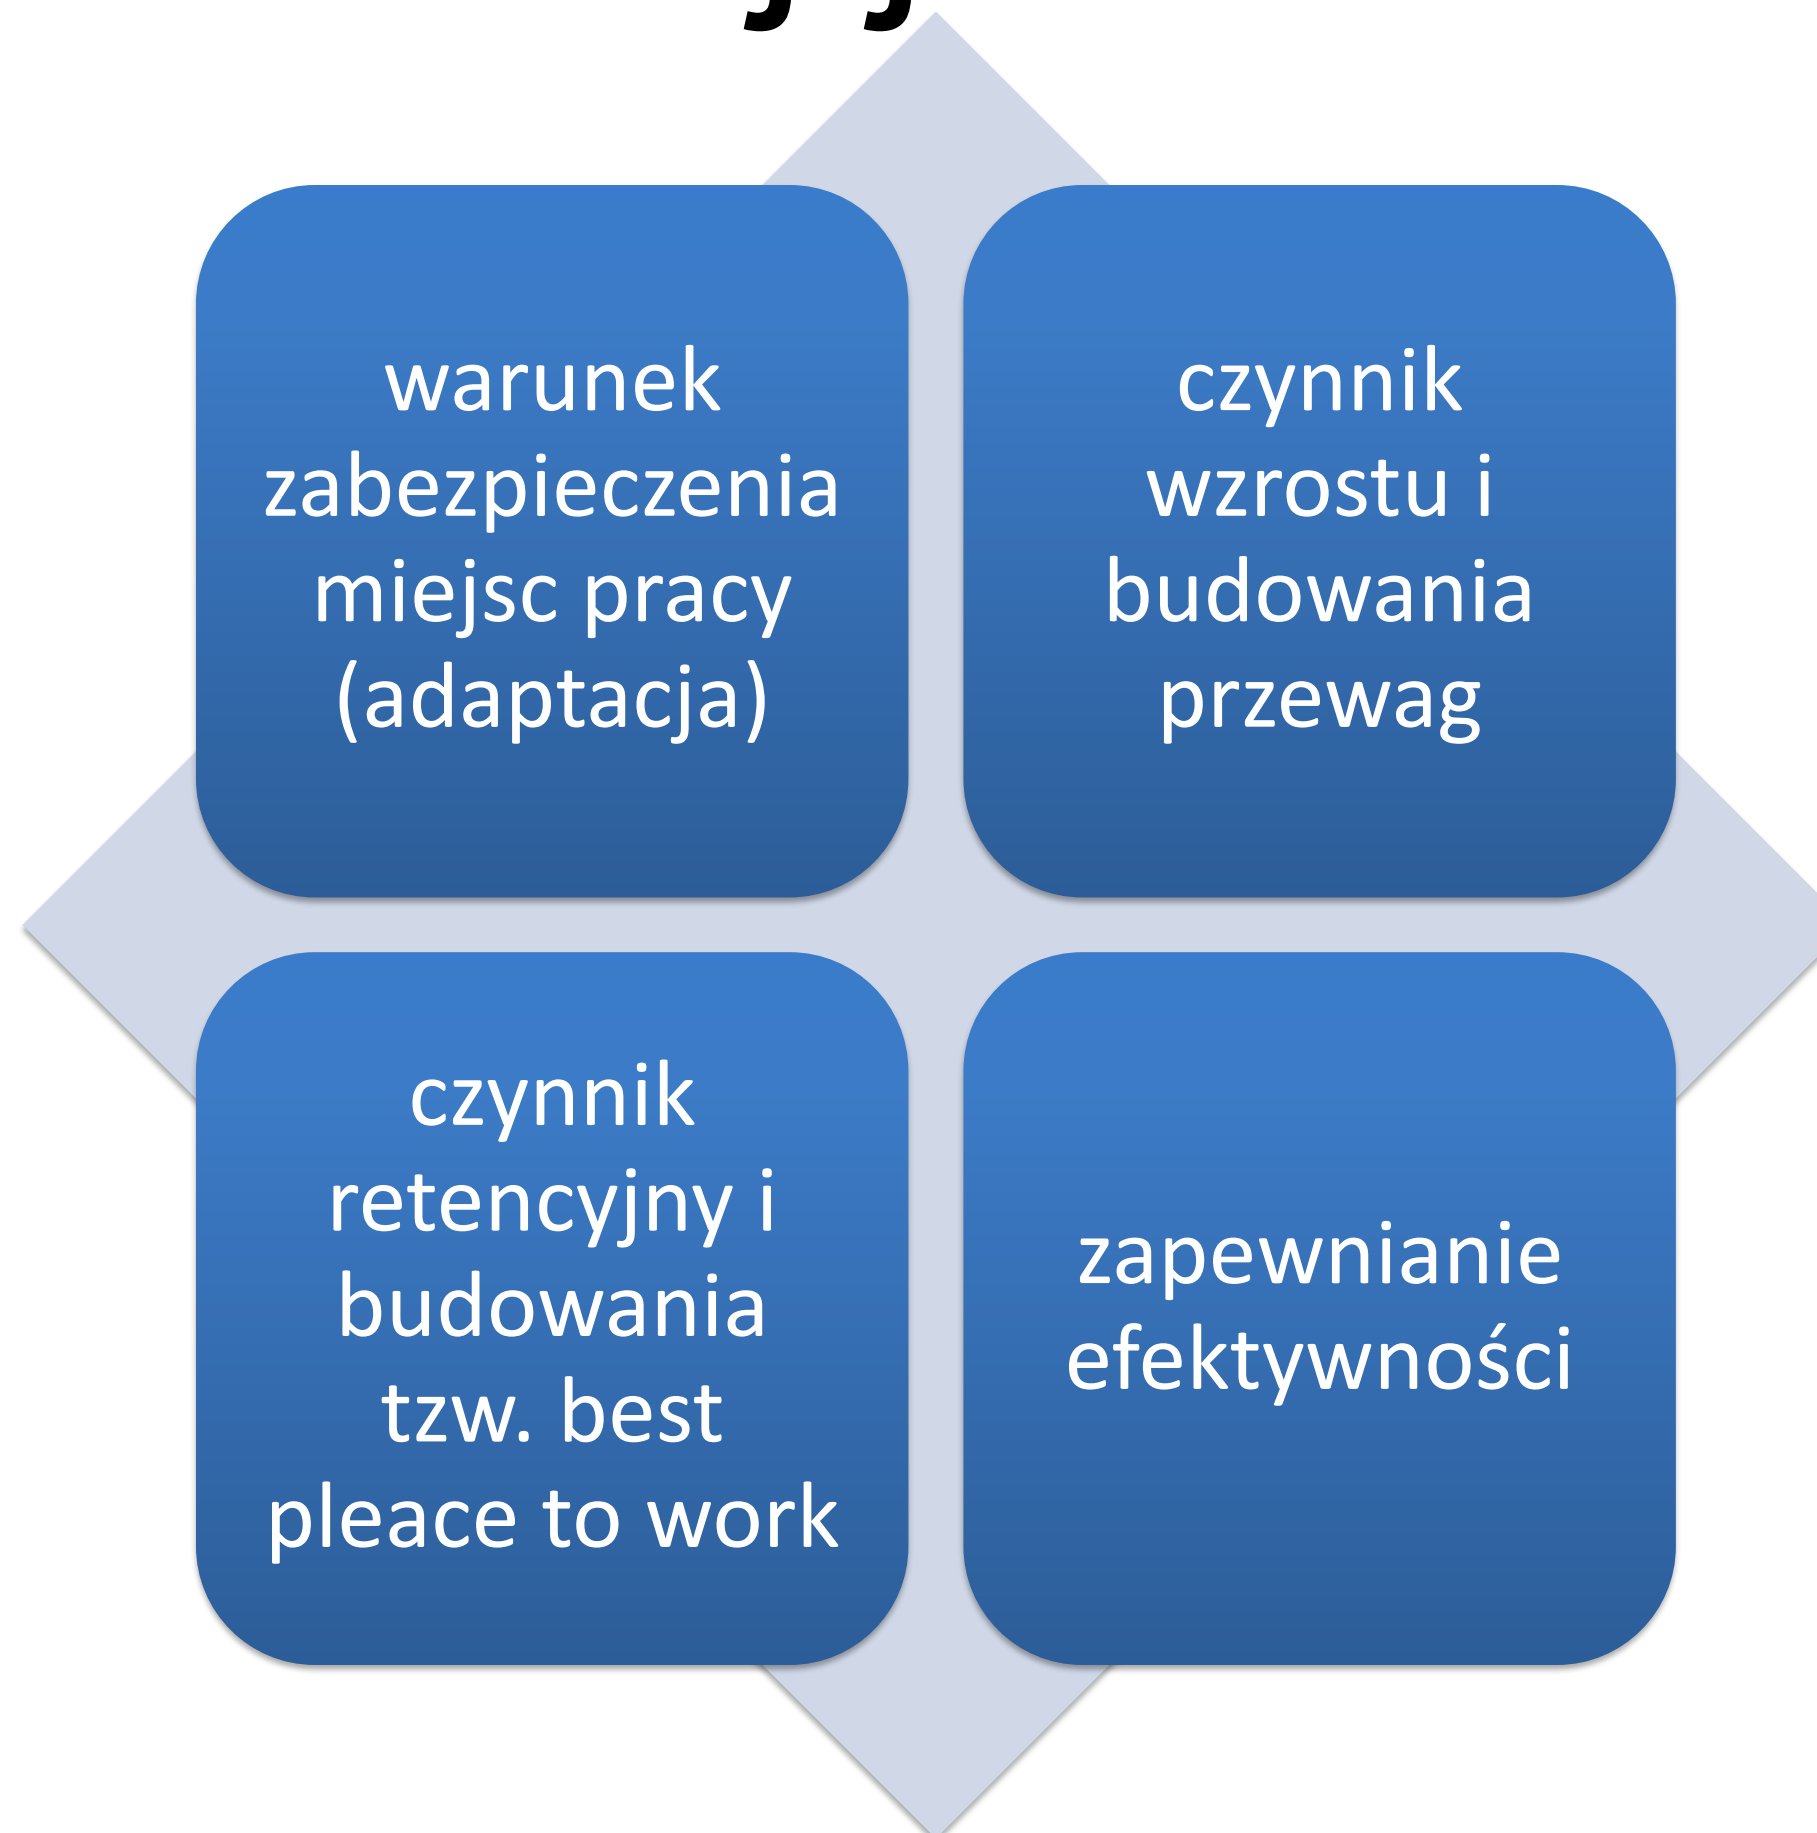 warunek
zabezpieczenia
miejsc pracy
(adaptacja)
czynnik
wzrostu i
budowania
przewag
czynnik
retencyjny i
budowania
tzw. best
pleace to work
zapewnianie
efektywności